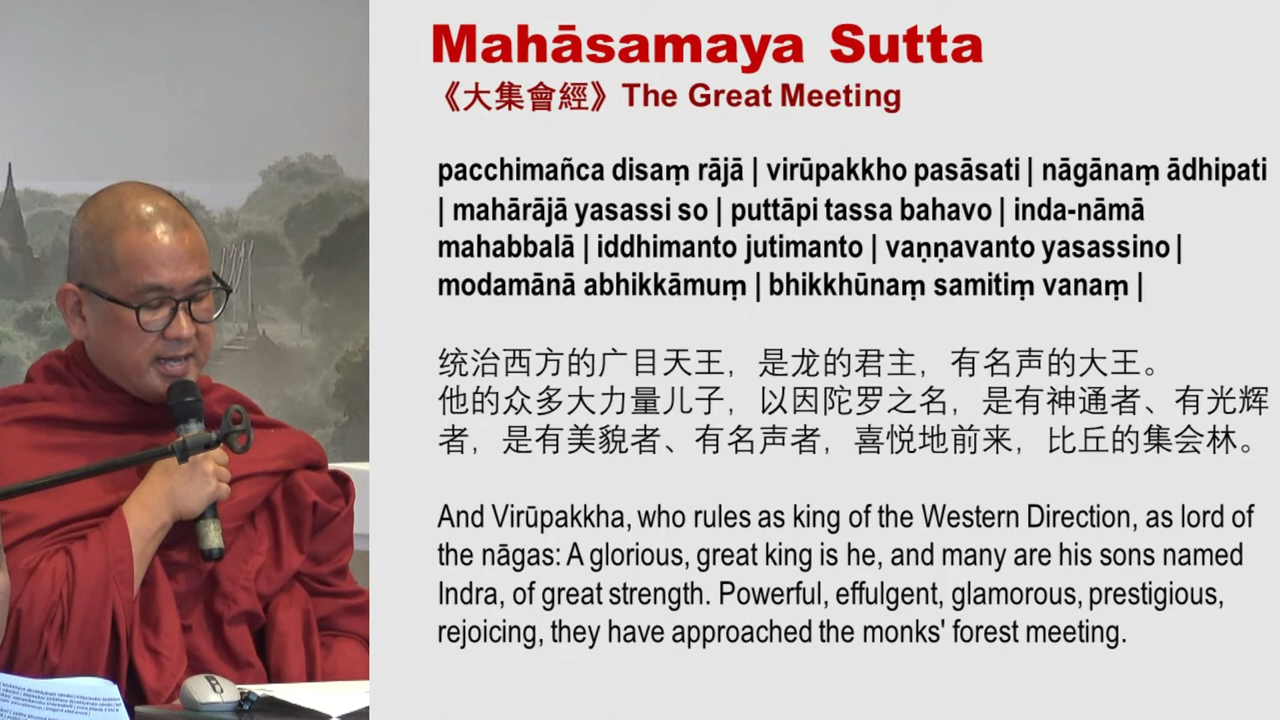 Mahāsamaya Sutta
《大集會經》The Great Meeting
pacchimañca disaṃ rājā | virūpakkho pasāsati | nāgānaṃ ādhipati
| mahārājā yasassi so | puttāpi tassa bahavo | inda-nāmā
mahabbalā | iddhimanto jutimanto | vaṇṇavanto yasassino |
modamānā abhikkāmuṃ | bhikkhūnaṃ samitiṃ vanaṃ |
统治西方的广目天王，是龙的君主，有名声的大王。
他的众多大力量儿子，以因陀罗之名，是有神通者、有光辉
者，是有美貌者、有名声者，喜悦地前来，比丘的集会林。
And Virūpakkha, who rules as king of the Western Direction, as lord of
the nāgas: A glorious, great king is he, and many are his sons named
Indra, of great strength. Powerful, effulgent, glamorous, prestigious,
rejoicing, they have approached the monks' forest meeting.